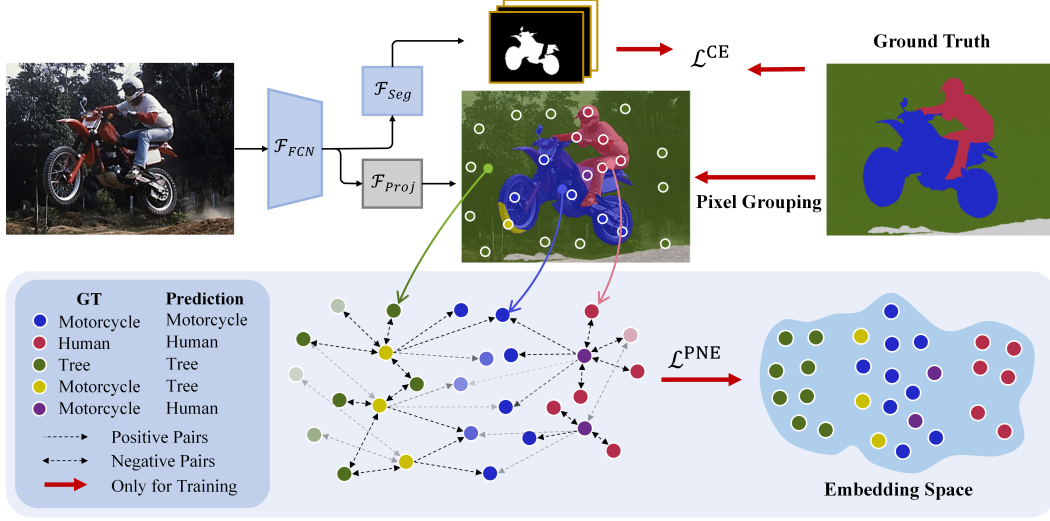 Ground Truth
ℒ^CE
ℱ_Seg
ℱ_FCN
ℱ_Proj
Pixel Grouping
GT Prediction
Motorcycle Motorcycle
Human Human
Tree Tree
Motorcycle Tree
Motorcycle Human
Positive Pairs
Negative Pairs
Only for Training
ℒ^PNE
Embedding Space